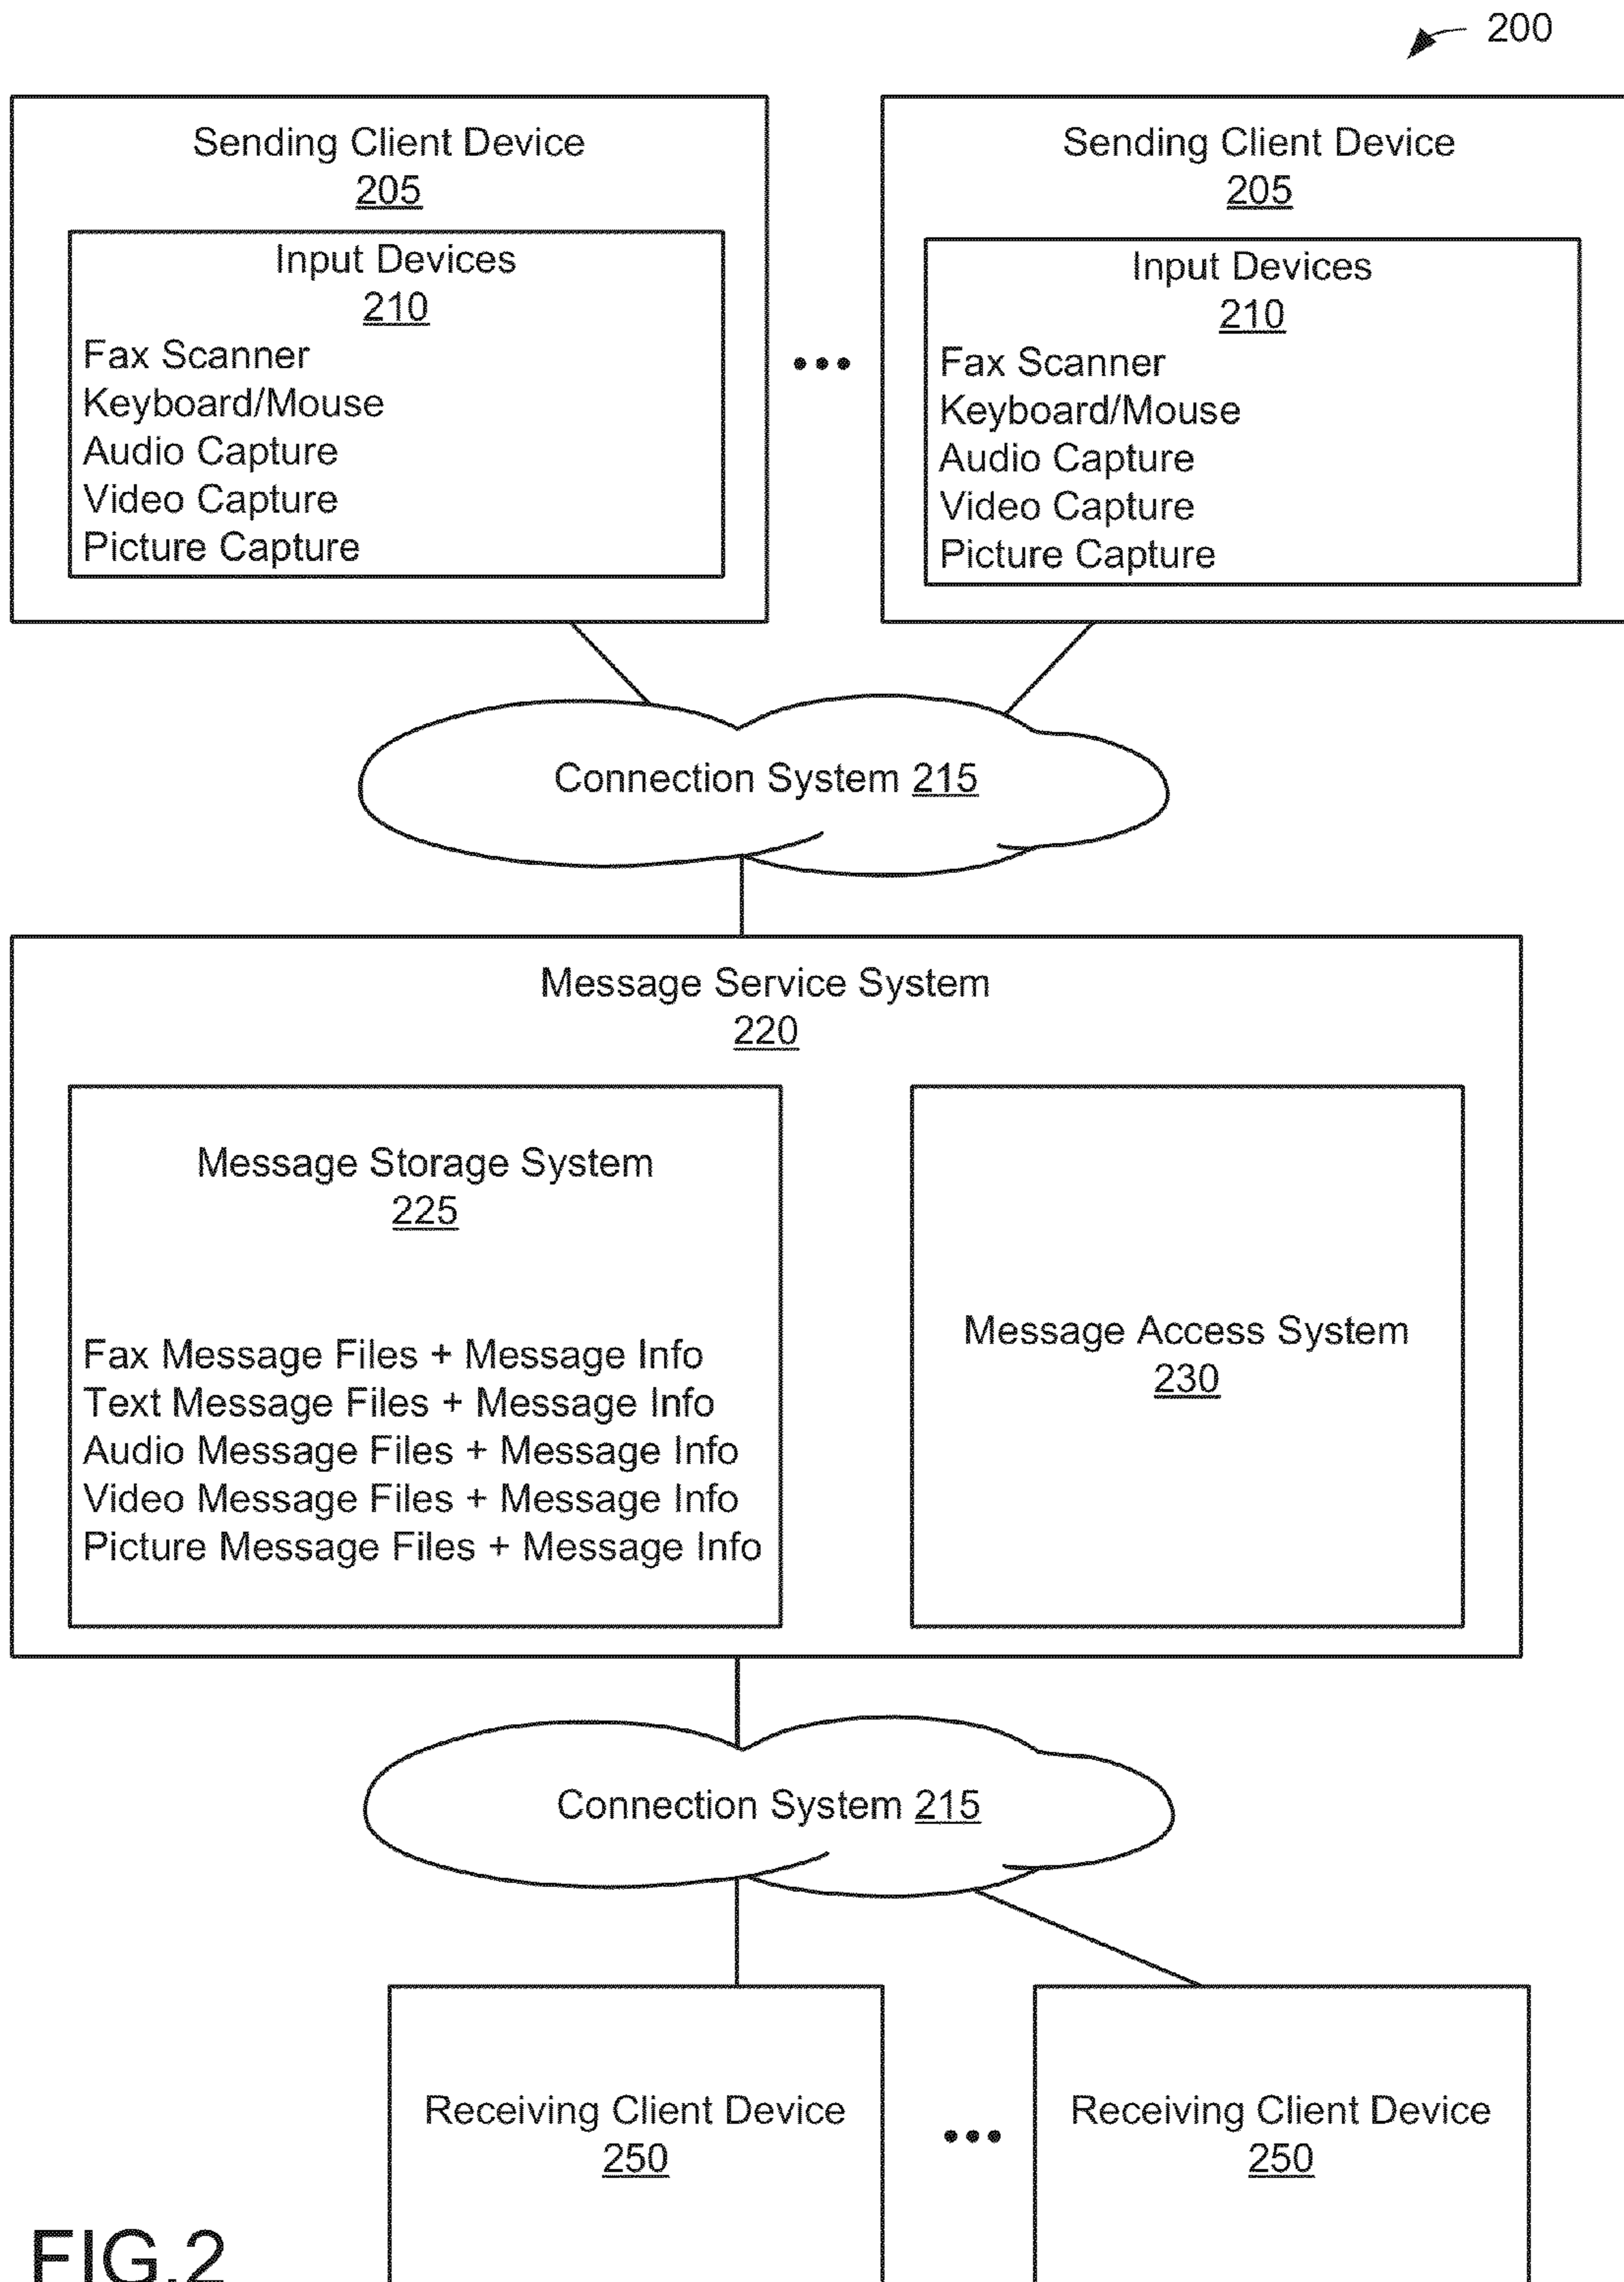 200
Sending Client Device
205
Input Devices
210
Fax Scanner
Keyboard/Mouse
Audio Capture
Video Capture
Picture Capture
Sending Client Device
205
Input Devices
210
Fax Scanner
Keyboard/Mouse
Audio Capture
Video Capture
Picture Capture
Connection System 215
Message Service System
220
Message Storage System
225
Fax Message Files + Message Info
Text Message Files + Message Info
Audio Message Files + Message Info
Video Message Files + Message Info
Picture Message Files + Message Info
Message Access System
230
Connection System 215
Receiving Client Device
250
Receiving Client Device
250
FIG.2